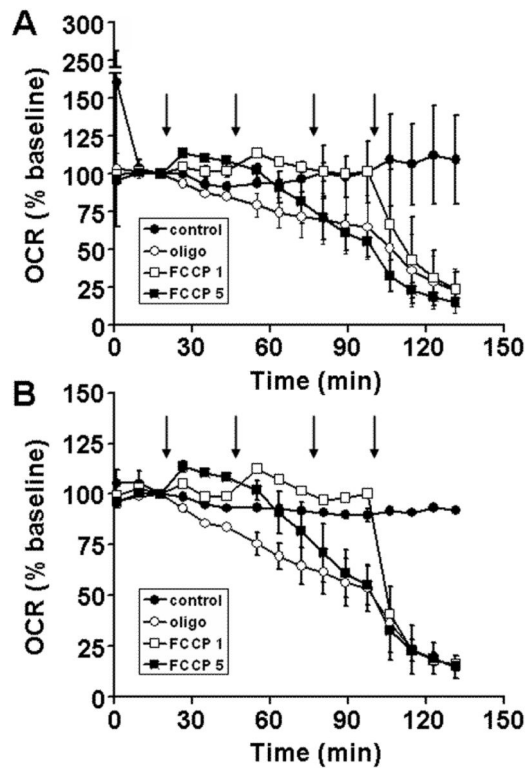 A
OCR (% baseline)
300
250
150
125
100
75
50
25
0
control
oligo
FCCP 1
FCCP 5
0 30 60 90 120 150
Time (min)
B
OCR (% baseline)
150
125
100
75
50
25
0
control
oligo
FCCP 1
FCCP 5
0 30 60 90 120 150
Time (min)